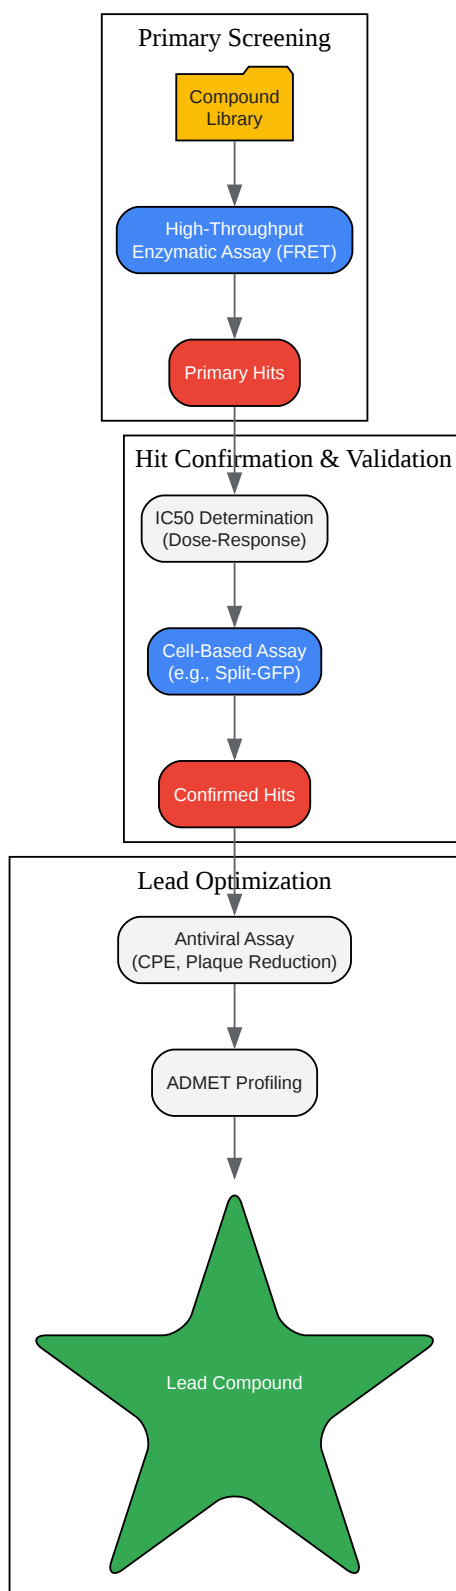 Primary Screening
Compound
Library
High-Throughput
Enzymatic Assay (FRET)
Primary Hits
Hit Confirmation & Validation
IC50 Determination
(Dose-Response)
Cell-Based Assay
(e.g., Split-GFP)
Confirmed Hits
Lead Optimization
Antiviral Assay
(CPE, Plaque Reduction)
ADMET Profiling
Lead Compound